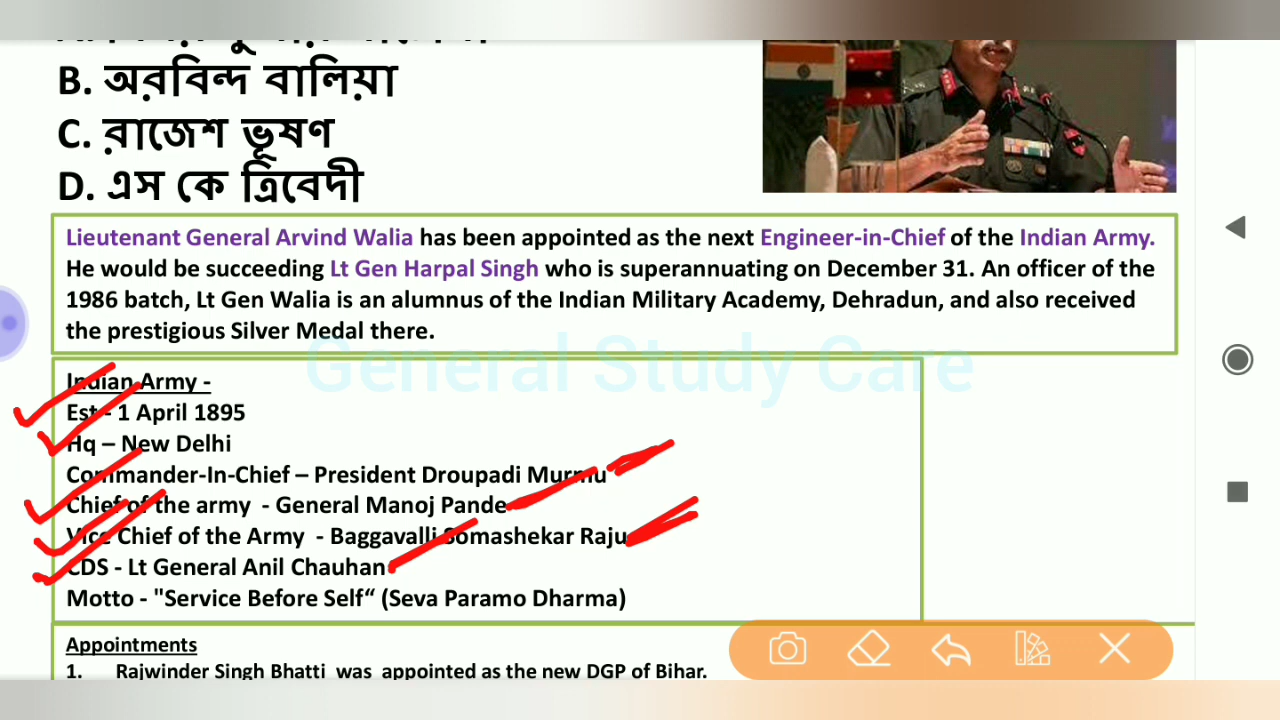 B. অরবিন্দ বালিয়া
C. রাজেশ ভূষণ
D. এস কে ত্রিবেদী
Lieutenant General Arvind Walia has been appointed as the next Engineer-in-Chief of the Indian Army.
He would be succeeding Lt Gen Harpal Singh who is superannuating on December 31. An officer of the
1986 batch, Lt Gen Walia is an alumnus of the Indian Military Academy, Dehradun, and also received
the prestigious Silver Medal there.
General Study Care
Indian Army -
Est - 1 April 1895
Hq – New Delhi
Commander-In-Chief – President Droupadi Murmu
Chief of the army - General Manoj Pande
Vice Chief of the Army - Baggavalli Somashekar Raju
CDS - Lt General Anil Chauhan
Motto - "Service Before Self“ (Seva Paramo Dharma)
Appointments
1. Rajwinder Singh Bhatti was appointed as the new DGP of Bihar.